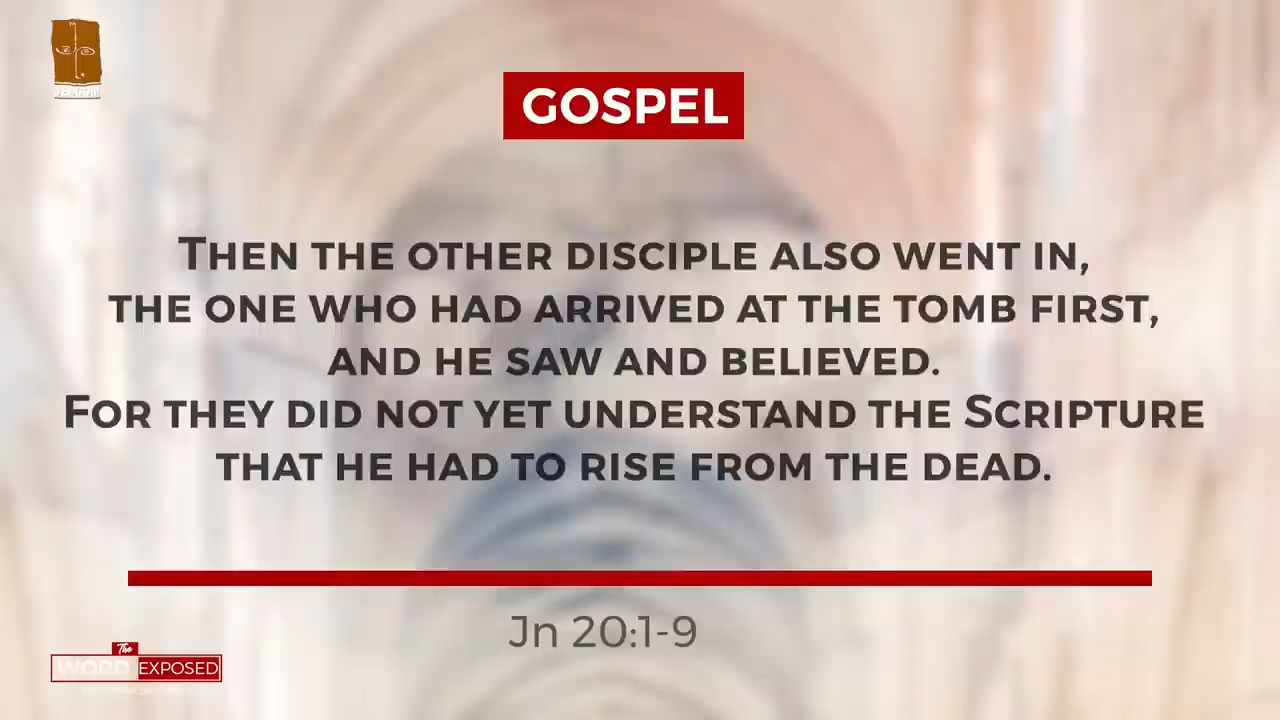 GOSPEL
THEN THE OTHER DISCIPLE ALSO WENT IN,
THE ONE WHO HAD ARRIVED AT THE TOMB FIRST,
AND HE SAW AND BELIEVED.
FOR THEY DID NOT YET UNDERSTAND THE SCRIPTURE
THAT HE HAD TO RISE FROM THE DEAD.
Jn 20:1-9
The
WORD EXPOSED